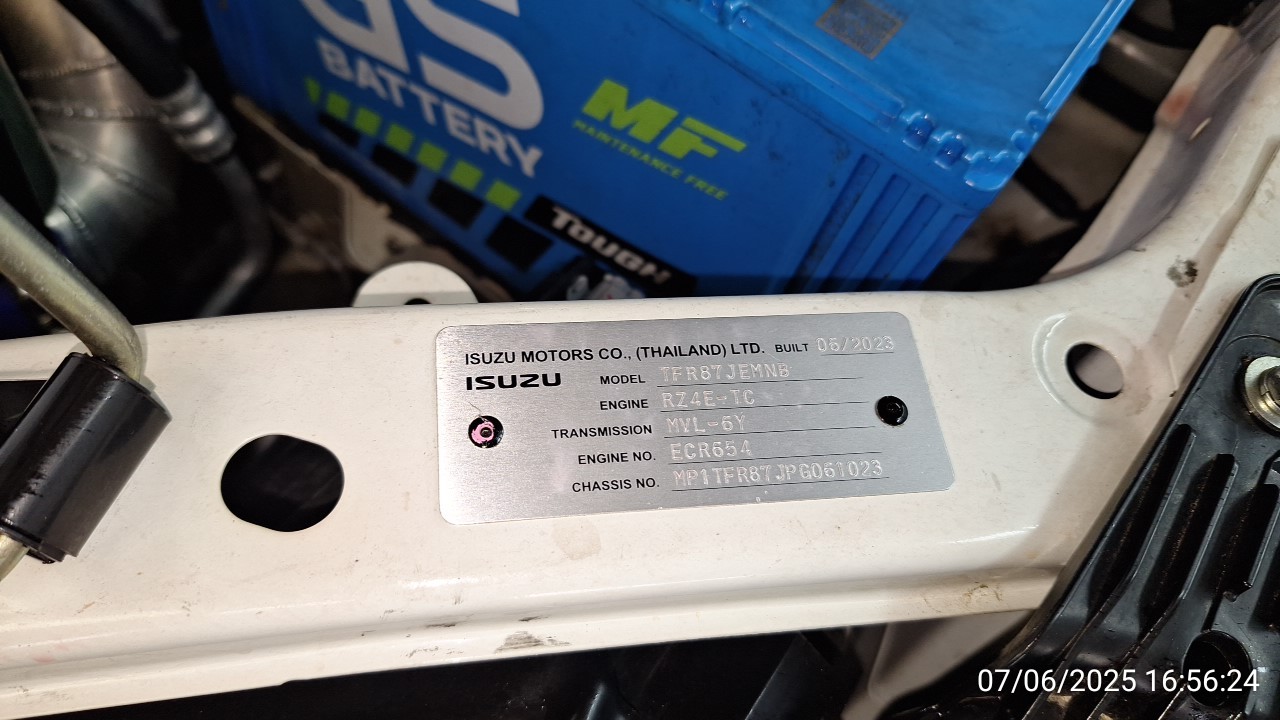 GS
BATTERY
MF
MAINTENANCE FREE
TOUGH
ISUZU MOTORS CO., (THAILAND) LTD. BUILT 06/2023
ISUZU MODEL TFR87JEMNB
ENGINE RZ4E-TC
TRANSMISSION MVL-6Y
ENGINE NO. ECR654
CHASSIS NO. MP1TFR87JPG061023
07/06/2025 16:56:24